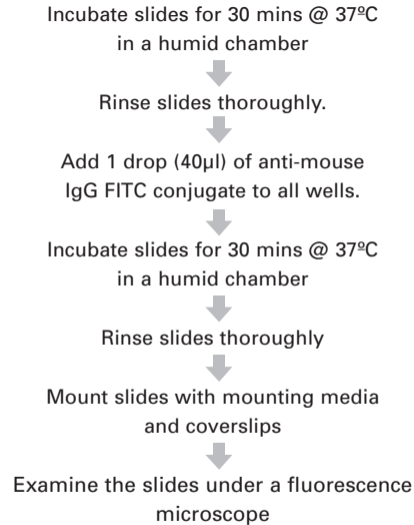 Incubate slides for 30 mins @ 37ºC
in a humid chamber
Rinse slides thoroughly.
Add 1 drop (40µl) of anti-mouse
IgG FITC conjugate to all wells.
Incubate slides for 30 mins @ 37ºC
in a humid chamber
Rinse slides thoroughly
Mount slides with mounting media
and coverslips
Examine the slides under a fluorescence
microscope